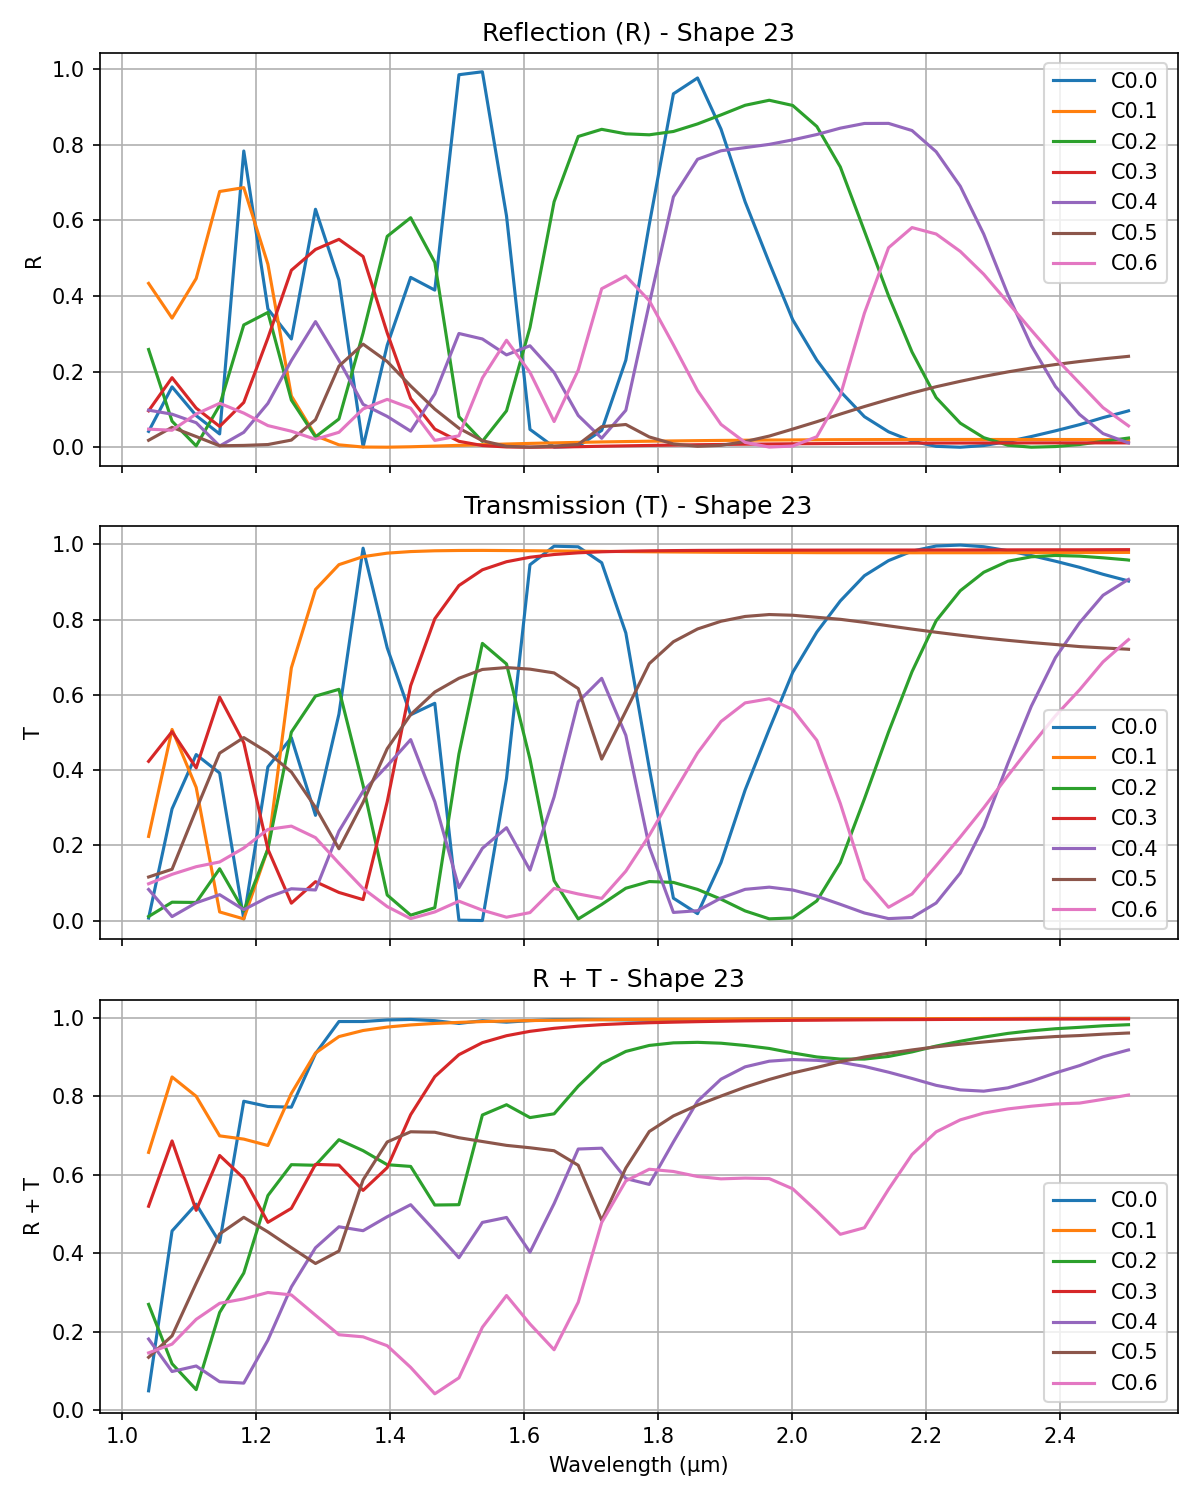 Reflection (R) - Shape 23
1.0
0.8
0.6
0.4
0.2
0.0
R
C0.0
C0.1
C0.2
C0.3
C0.4
C0.5
C0.6
Transmission (T) - Shape 23
1.0
0.8
0.6
0.4
0.2
0.0
T
C0.0
C0.1
C0.2
C0.3
C0.4
C0.5
C0.6
R + T - Shape 23
1.0
0.8
0.6
0.4
0.2
0.0
R + T
C0.0
C0.1
C0.2
C0.3
C0.4
C0.5
C0.6
1.0 1.2 1.4 1.6 1.8 2.0 2.2 2.4
Wavelength (μm)